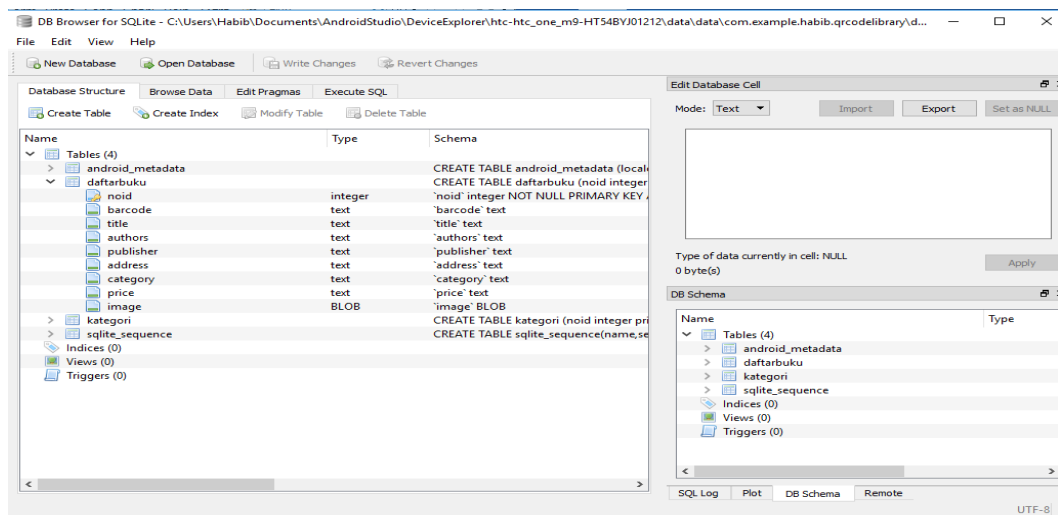 DB Browser for SQLite - C:\Users\Habib\Documents\AndroidStudio\DeviceExplorer\htc-htc_one_m9-HT54BYJ01212\data\data\com.example.habib.qrcodelibrary\d...
File Edit View Help
New Database Open Database Write Changes Revert Changes
Database Structure Browse Data Edit Pragmas Execute SQL
Create Table Create Index Modify Table Delete Table
Name Type Schema
Tables (4)
android_metadata CREATE TABLE android_metadata (local
daftarbuku CREATE TABLE daftarbuku (noid integer
noid integer `noid` integer NOT NULL PRIMARY KEY
barcode text `barcode` text
title text `title` text
authors text `authors` text
publisher text `publisher` text
address text `address` text
category text `category` text
price text `price` text
image BLOB `image` BLOB
kategori CREATE TABLE kategori (noid integer pri
sqlite_sequence CREATE TABLE sqlite_sequence(name,se
Indices (0)
Views (0)
Triggers (0)
Edit Database Cell
Mode: Text Import Export Set as NULL
Type of data currently in cell: NULL
0 byte(s)
Apply
DB Schema
Name Type
Tables (4)
android_metadata
daftarbuku
kategori
sqlite_sequence
Indices (0)
Views (0)
Triggers (0)
SQL Log Plot DB Schema Remote
UTF-8